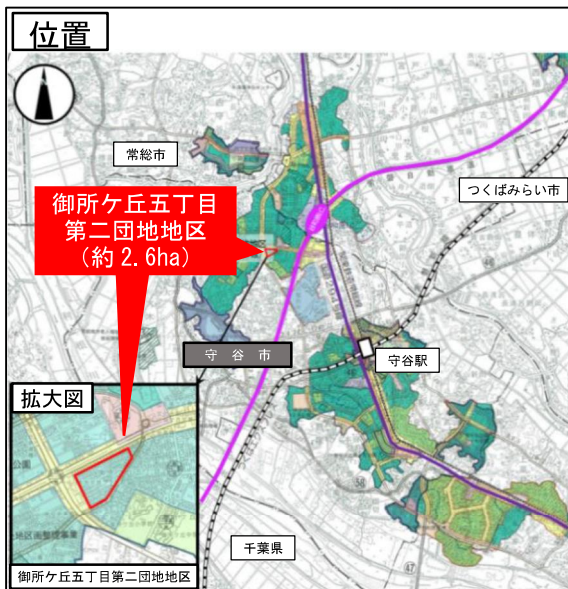 位置
常総市
つくばみらい市
御所ケ丘五丁目
第二団地地区
（約2.6ha）
守谷市
守谷駅
拡大図
公園
地区画整理事業
御所ケ丘五丁目第二団地地区
千葉県
46
58
47